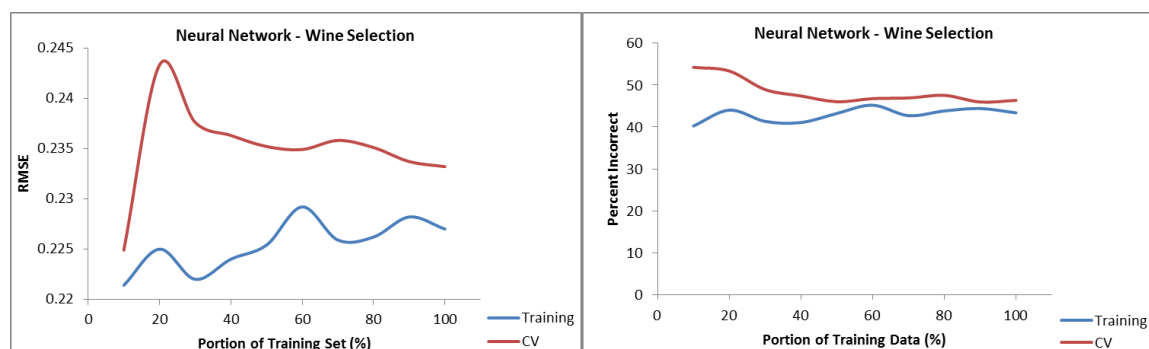 Neural Network - Wine Selection
0.245
0.24
0.235
0.23
0.225
0.22
RMSE
0 20 40 60 80 100
Portion of Training Set (%)
Training
CV
Neural Network - Wine Selection
60
50
40
30
20
10
0
Percent Incorrect
0 20 40 60 80 100
Portion of Training Data (%)
Training
CV